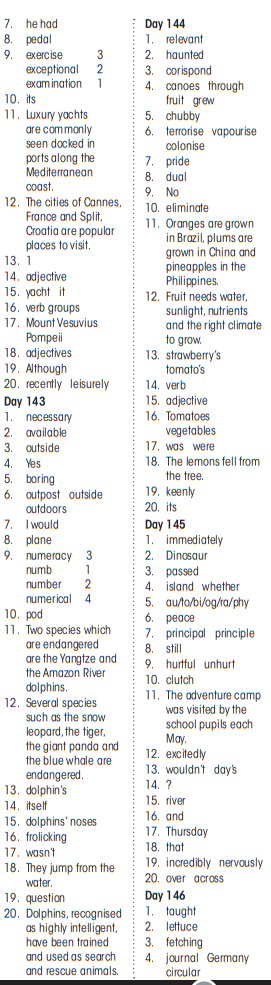 7. he had
8. pedal
9. exercise 3
exceptional 2
examination 1
10. its
11. Luxury yachts
are commonly
seen docked in
ports along the
Mediterranean
coast.
12. The cities of Cannes,
France and Split,
Croatia are popular
places to visit.
13. 1
14. adjective
15. yacht it
16. verb groups
17. Mount Vesuvius
Pompeii
18. adjectives
19. Although
20. recently leisurely
Day 143
1. necessary
2. available
3. outside
4. Yes
5. boring
6. outpost outside
outdoors
7. I would
8. plane
9. numeracy 3
numb 1
number 2
numerical 4
10. pod
11. Two species which
are endangered
are the Yangtze and
the Amazon River
dolphins.
12. Several species
such as the snow
leopard, the tiger,
the giant panda and
the blue whale are
endangered.
13. dolphin's
14. itself
15. dolphins' noses
16. frolicking
17. wasn't
18. They jump from the
water.
19. question
20. Dolphins, recognised
as highly intelligent,
have been trained
and used as search
and rescue animals.
Day 144
1. relevant
2. haunted
3. corispond
4. canoes through
fruit grew
5. chubby
6. terrorise vapourise
colonise
7. pride
8. dual
9. No
10. eliminate
11. Oranges are grown
in Brazil, plums are
grown in China and
pineapples in the
Philippines.
12. Fruit needs water,
sunlight, nutrients
and the right climate
to grow.
13. strawberry's
tomato's
14. verb
15. adjective
16. Tomatoes
vegetables
17. was were
18. The lemons fell from
the tree.
19. keenly
20. its
Day 145
1. immediately
2. Dinosaur
3. passed
4. island whether
5. au/to/bi/og/ra/phy
6. peace
7. principal principle
8. still
9. hurtful unhurt
10. clutch
11. The adventure camp
was visited by the
school pupils each
May.
12. excitedly
13. wouldn't day's
14. ?
15. river
16. and
17. Thursday
18. that
19. incredibly nervously
20. over across
Day 146
1. taught
2. lettuce
3. fetching
4. journal Germany
circular